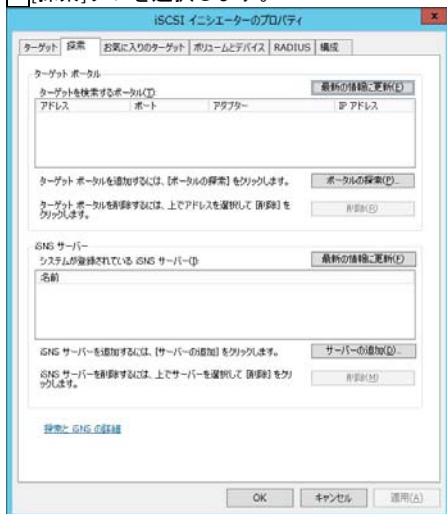 [探索]タブを選択します。
iSCSI イニシエーターのプロパティ
ターゲット 探索 お気に入りのターゲット ボリュームとデバイス RADIUS 構成
ターゲット ポータル
ターゲットを検索するポータル(T): 最新の情報に更新(E)
アドレス ポート アダプター IP アドレス
ターゲット ポータルを追加するには、[ポータルの探索] をクリックします。 ポータルの探索(P)...
ターゲット ポータルを削除するには、上でアドレスを選択して [削除] を
クリックします。 削除(R)
iSNS サーバー
システムが登録されている iSNS サーバー(I): 最新の情報に更新(F)
名前
iSNS サーバーを追加するには、[サーバーの追加] をクリックします。 サーバーの追加(D)...
iSNS サーバーを削除するには、上でサーバーを選択して [削除] をクリ
ックします。 削除(M)
探索と iSNS の詳細
OK キャンセル 適用(A)